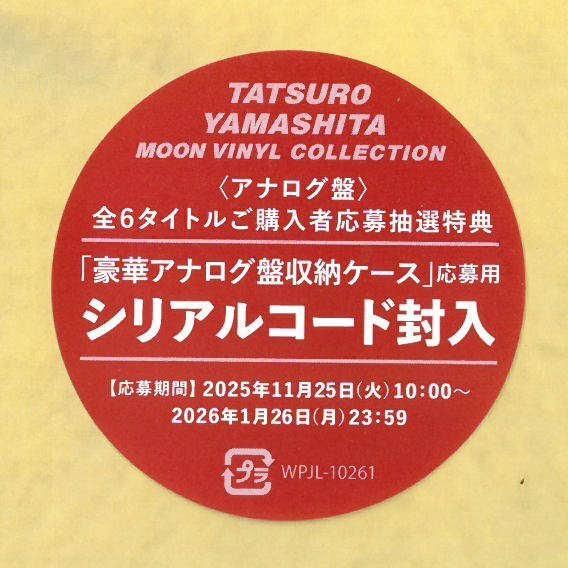 TATSURO
YAMASHITA
MOON VINYL COLLECTION
〈アナログ盤〉
全6タイトルご購入者応募抽選特典
「豪華アナログ盤収納ケース」応募用
シリアルコード封入
【応募期間】2025年11月25日(火)10:00〜
2026年1月26日(月)23:59
プラ WPJL-10261